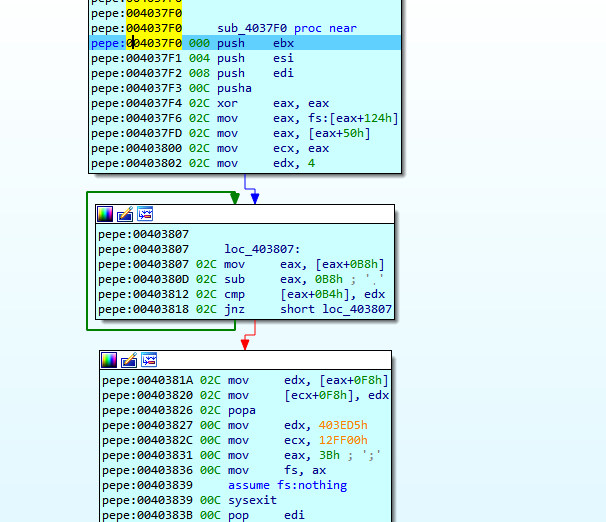 pepe:004037F0
pepe:004037F0
pepe:004037F0 sub_4037F0 proc near
pepe:004037F0 000 push ebx
pepe:004037F1 004 push esi
pepe:004037F2 008 push edi
pepe:004037F3 00C pusha
pepe:004037F4 02C xor eax, eax
pepe:004037F6 02C mov eax, fs:[eax+124h]
pepe:004037FD 02C mov eax, [eax+50h]
pepe:00403800 02C mov ecx, eax
pepe:00403802 02C mov edx, 4
pepe:00403807
pepe:00403807 loc_403807:
pepe:00403807 02C mov eax, [eax+0B8h]
pepe:0040380D 02C sub eax, 0B8h ; '.'
pepe:00403812 02C cmp [eax+0B4h], edx
pepe:00403818 02C jnz short loc_403807
pepe:0040381A 02C mov edx, [eax+0F8h]
pepe:00403820 02C mov [ecx+0F8h], edx
pepe:00403826 02C popa
pepe:00403827 00C mov edx, 403ED5h
pepe:0040382C 00C mov ecx, 12FF00h
pepe:00403831 00C mov eax, 3Bh ; ';'
pepe:00403836 00C mov fs, ax
pepe:00403839 assume fs:nothing
pepe:00403839 00C sysexit
pepe:0040383B 00C pop edi